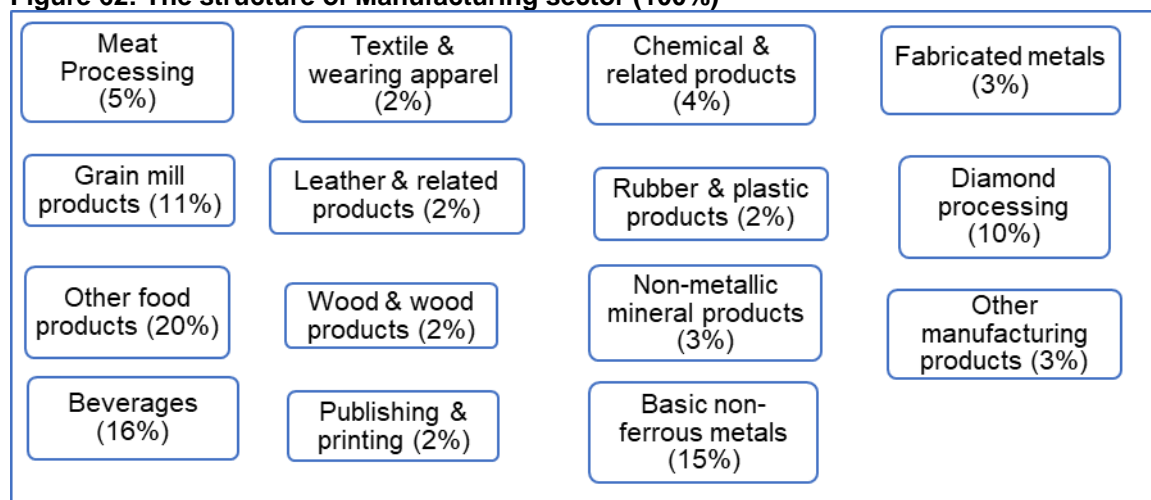 Figure 62: The structure of Manufacturing sector (100%)
Meat
Processing
(5%)
Textile &
wearing apparel
(2%)
Chemical &
related products
(4%)
Fabricated metals
(3%)
Grain mill
products (11%)
Leather & related
products (2%)
Rubber & plastic
products (2%)
Diamond
processing
(10%)
Other food
products (20%)
Wood & wood
products (2%)
Non-metallic
mineral products
(3%)
Other
manufacturing
products (3%)
Beverages
(16%)
Publishing &
printing (2%)
Basic non-
ferrous metals
(15%)